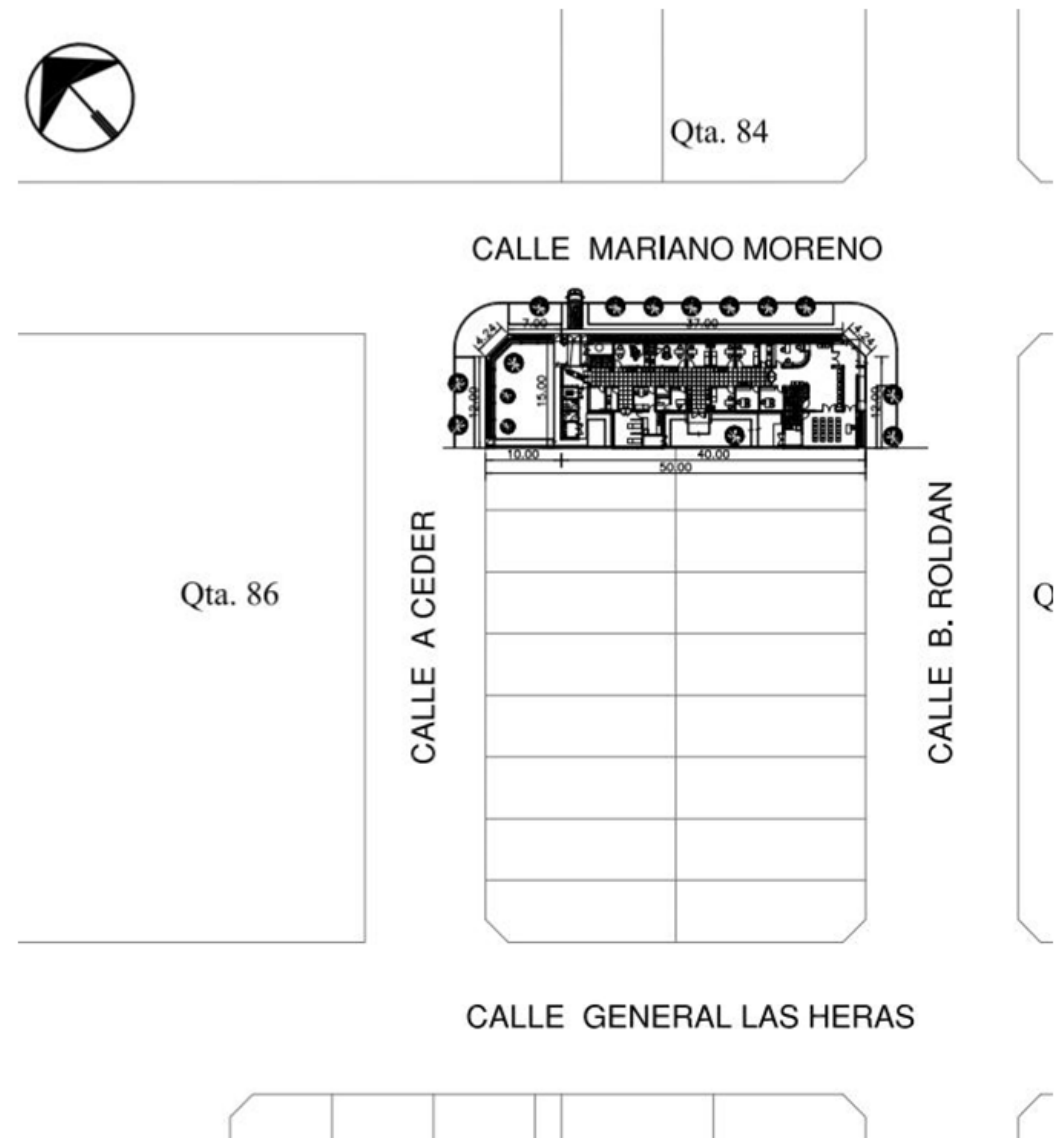 Qta. 84
CALLE MARIANO MORENO
7.00
37.00
4.24
4.24
12.00
15.00
12.00
10.00
40.00
50.00
CALLE A CEDER
CALLE B. ROLDAN
Qta. 86
Q
CALLE GENERAL LAS HERAS